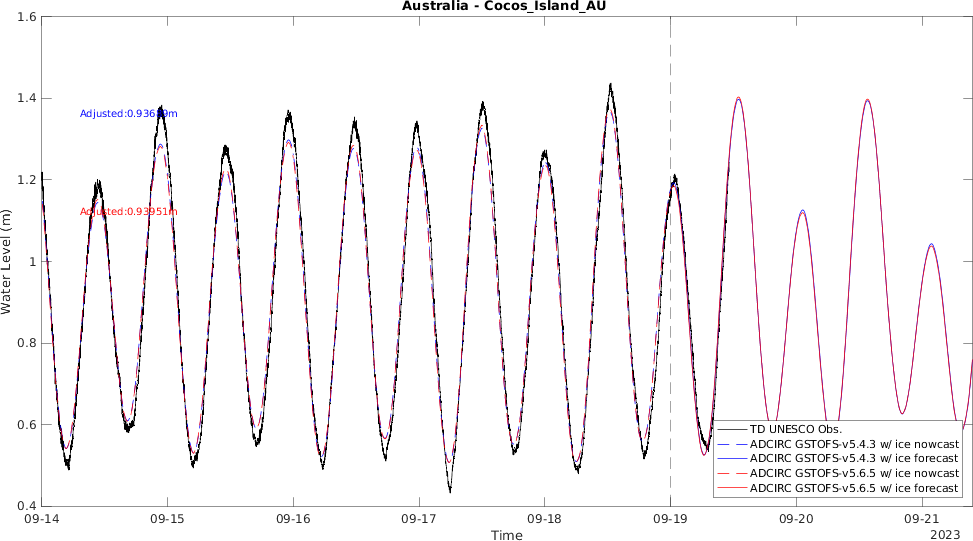 Australia - Cocos_Island_AU
1.6
1.4
1.2
1
0.8
0.6
0.4
Water Level (m)
Adjusted:0.9951m
TD UNESCO Obs.
ADCIRC GSTOFS-v5.4.3 w/ ice nowcast
ADCIRC GSTOFS-v5.4.3 w/ ice forecast
ADCIRC GSTOFS-v5.6.5 w/ ice nowcast
ADCIRC GSTOFS-v5.6.5 w/ ice forecast
09-14 09-15 09-16 09-17 09-18 09-19 09-20 09-21
Time
2023